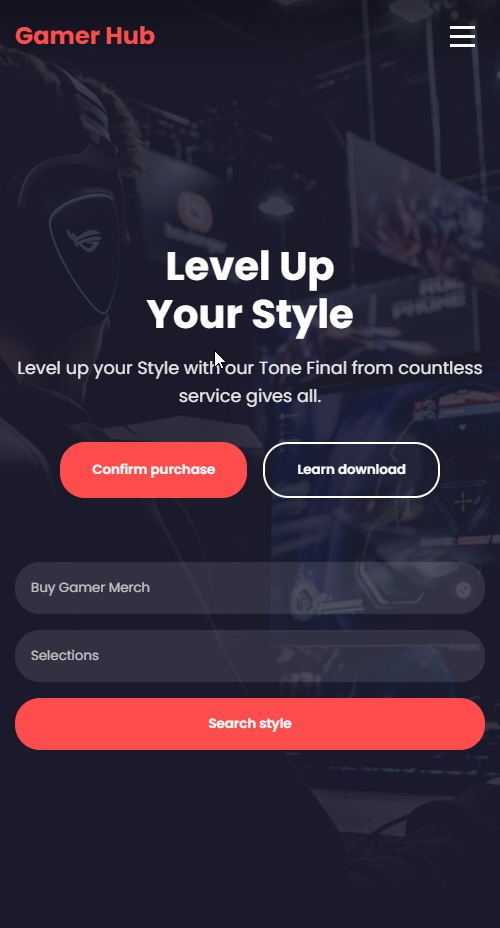 Gamer Hub
Level Up
Your Style
Level up your Style with our Tone Final from countless
service gives all.
Confirm purchase
Learn download
Buy Gamer Merch
Selections
Search style